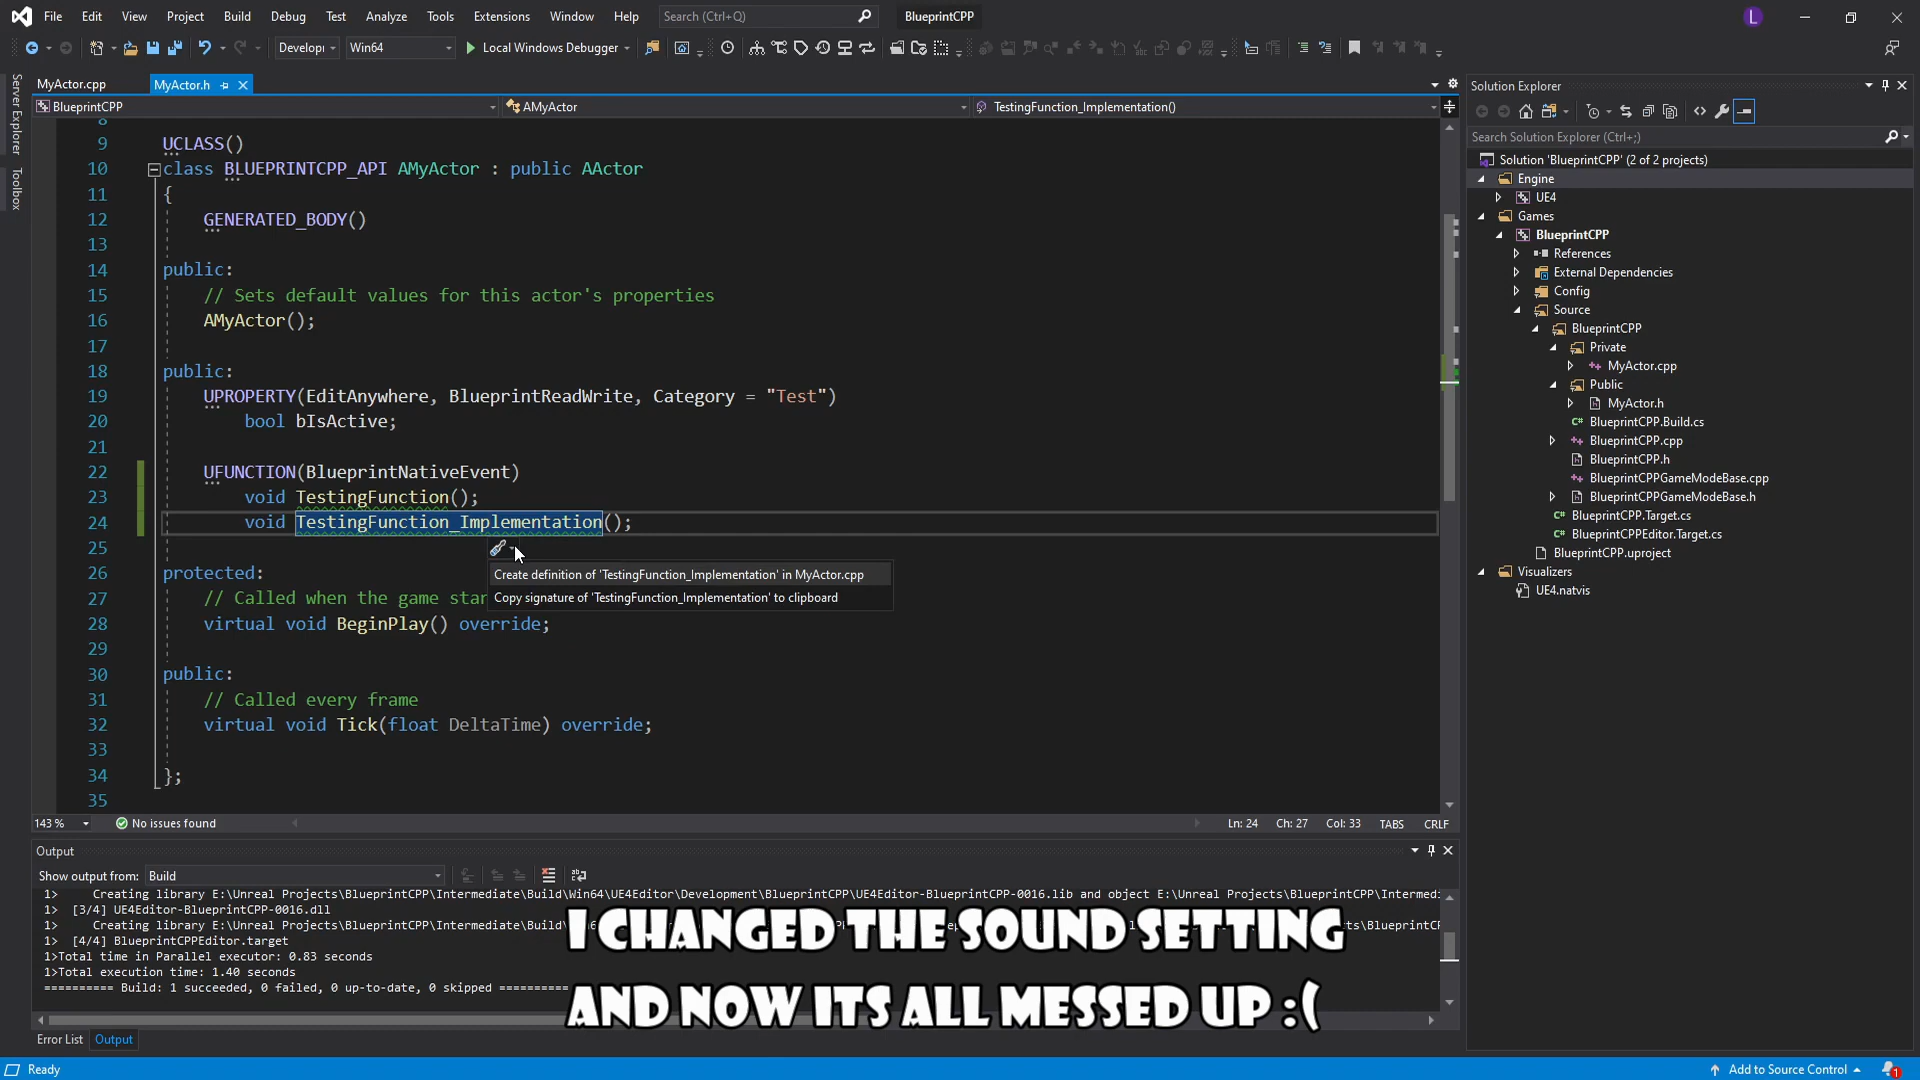 File Edit View Project Build Debug Test Analyze Tools Extensions Window Help Search (Ctrl+Q) BlueprintCPP L
Win64 Local Windows Debugger
Server Explorer
Toolbox
MyActor.cpp MyActor.h
BlueprintCPP AMyActor TestingFunction_Implementation()
8
9 UCLASS()
10 class BLUEPRINTCPP_API AMyActor : public AActor
11 {
12 GENERATED_BODY()
13
14 public:
15 // Sets default values for this actor's properties
16 AMyActor();
17
18 public:
19 UPROPERTY(EditAnywhere, BlueprintReadWrite, Category = "Test")
20 bool bIsActive;
21
22 UFUNCTION(BlueprintNativeEvent)
23 void TestingFunction();
24 void TestingFunction_Implementation();
25
Create definition of 'TestingFunction_Implementation' in MyActor.cpp
Copy signature of 'TestingFunction_Implementation' to clipboard
26 protected:
27 // Called when the game star
28 virtual void BeginPlay() override;
29
30 public:
31 // Called every frame
32 virtual void Tick(float DeltaTime) override;
33
34 };
35
143 % No issues found Ln: 24 Ch: 27 Col: 33 TABS CRLF
Output
Show output from: Build
1> Creating library E:\Unreal Projects\BlueprintCPP\Intermediate\Build\Win64\UE4Editor\Development\BlueprintCPP\UE4Editor-BlueprintCPP-0016.lib and object E:\Unreal Projects\BlueprintCPP\Intermedi
1> [3/4] UE4Editor-BlueprintCPP-0016.dll
1> Creating library E:\Unreal Projects\BlueprintCPP\Intermediate\Build
1> [4/4] BlueprintCPPEditor.target
1>Total time in Parallel executor: 0.83 seconds
1>Total execution time: 1.40 seconds
========== Build: 1 succeeded, 0 failed, 0 up-to-date, 0 skipped ==========
I CHANGED THE SOUND SETTING
AND NOW ITS ALL MESSED UP :(
Error List Output
Ready Add to Source Control 1
Solution Explorer
Search Solution Explorer (Ctrl+;)
Solution 'BlueprintCPP' (2 of 2 projects)
Engine
UE4
Games
BlueprintCPP
References
External Dependencies
Config
Source
BlueprintCPP
Private
MyActor.cpp
Public
MyActor.h
BlueprintCPP.Build.cs
BlueprintCPP.cpp
BlueprintCPP.h
BlueprintCPPGameModeBase.cpp
BlueprintCPPGameModeBase.h
BlueprintCPP.Target.cs
BlueprintCPPEditor.Target.cs
BlueprintCPP.uproject
Visualizers
UE4.natvis